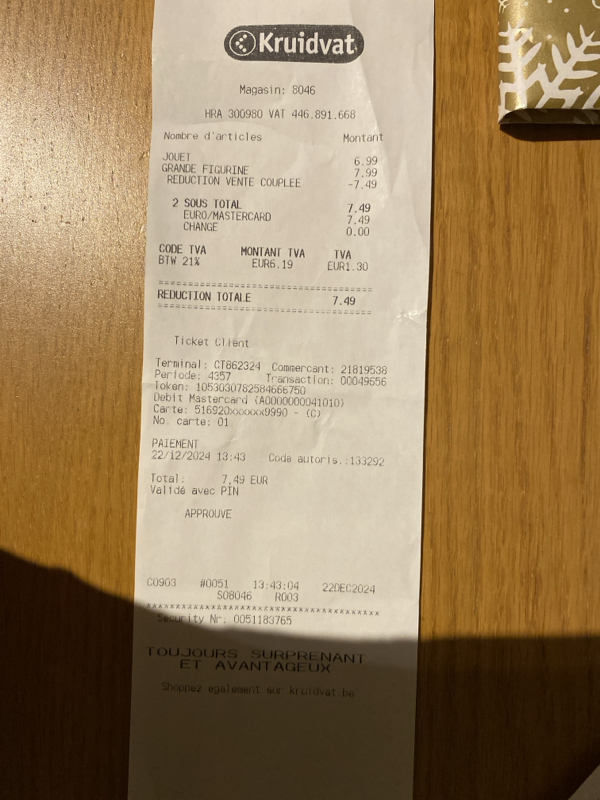 Kruidvat
Magasin: 8046
HRA 300980 VAT 446.891.668
Nombre d'articles Montant
JOUET 6.99
GRANDE FIGURINE 7.99
REDUCTION VENTE COUPLEE -7.49
2 SOUS TOTAL 7.49
EURO/MASTERCARD 7.49
CHANGE 0.00
CODE TVA MONTANT TVA TVA
BTW 21% EUR6.19 EUR1.30
==================================
REDUCTION TOTALE 7.49
==================================
Ticket Client
Terminal: CT862324 Commercant: 21819538
Periode: 4357 Transaction: 00049656
Token: 1053030782584666750
Debit Mastercard (A0000000041010)
Carte: 516920xxxxxx9990 - (C)
No. carte: 01
PAIEMENT
22/12/2024 13:43 Code autoris.:133292
Total: 7,49 EUR
Validé avec PIN
APPROUVE
C0903 #0051 13:43:04 22DEC2024
S08046 R003
****************************************
Security Nr. 0051183765
TOUJOURS SURPRENANT
ET AVANTAGEUX
Shoppez egalement sur kruidvat.be